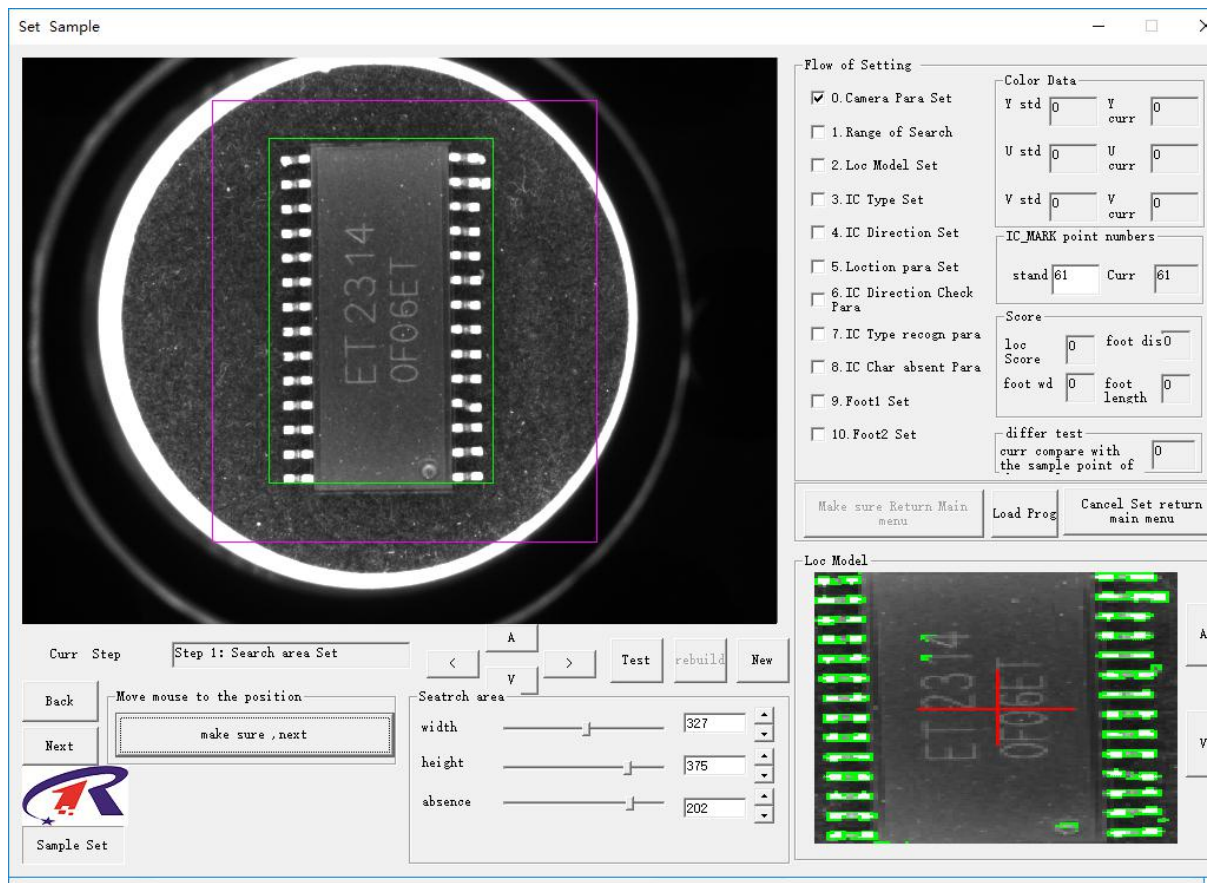 Set Sample
ET2314
0F06ET
Flow of Setting
0.Camera Para Set
1.Range of Search
2.Loc Model Set
3.IC Type Set
4.IC Direction Set
5.Loction para Set
6.IC Direction Check
Para
7.IC Type recogn para
8.IC Char absent Para
9.Foot1 Set
10.Foot2 Set
Color Data
Y std 0 Y curr 0
U std 0 U curr 0
V std 0 V curr 0
IC_MARK point numbers
stand 61 Curr 61
Score
loc Score 0 foot dis 0
foot wd 0 foot length 0
differ test
curr compare with
the sample point of
0
Make sure Return Main
menu
Load Prog
Cancel Set return
main menu
Loc Model
ET2314
0F06ET
A
V
Curr Step Step 1: Search area Set
<
A
V
>
Test
rebuild
New
Back
Next
Move mouse to the position
make sure ,next
Seatrch area
width 327
height 375
absence 202
Sample Set